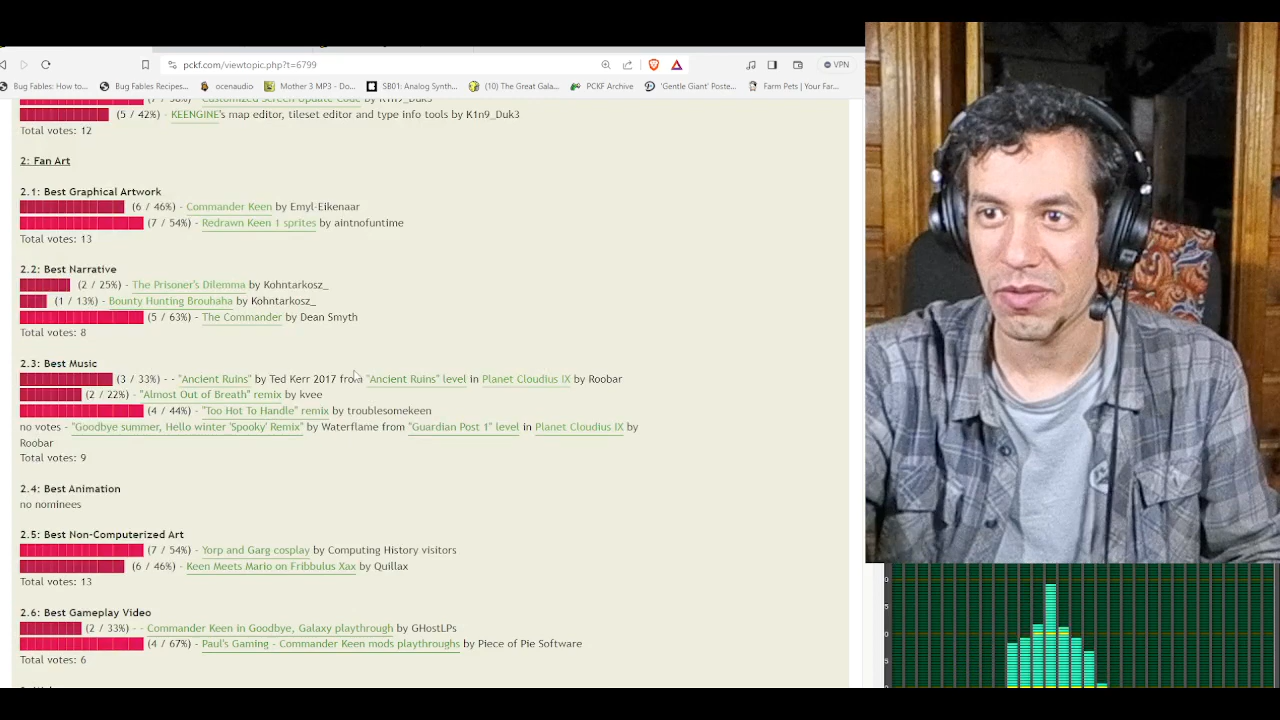 pckf.com/viewtopic.php?t=6799
VPN
Bug Fables: How to... Bug Fables Recipes... ocenaudio Mother 3 MP3 - Do... SB01: Analog Synth... (10) The Great Gala... PCKF Archive 'Gentle Giant' Poste... Farm Pets | Your Far...
Customized Screen Update Code by K1n9_Duk3
(5 / 42%) - KEENGINE's map editor, tileset editor and type info tools by K1n9_Duk3
Total votes: 12
2: Fan Art
2.1: Best Graphical Artwork
(6 / 46%) - Commander Keen by Emyl-Eikenaar
(7 / 54%) - Redrawn Keen 1 sprites by aintnofuntime
Total votes: 13
2.2: Best Narrative
(2 / 25%) - The Prisoner's Dilemma by Kohntarkosz_
(1 / 13%) - Bounty Hunting Brouhaha by Kohntarkosz_
(5 / 63%) - The Commander by Dean Smyth
Total votes: 8
2.3: Best Music
(3 / 33%) - - "Ancient Ruins" by Ted Kerr 2017 from "Ancient Ruins" level in Planet Cloudius IX by Roobar
(2 / 22%) - "Almost Out of Breath" remix by kvee
(4 / 44%) - "Too Hot To Handle" remix by troublesomekeen
no votes - "Goodbye summer, Hello winter 'Spooky' Remix" by Waterflame from "Guardian Post 1" level in Planet Cloudius IX by
Roobar
Total votes: 9
2.4: Best Animation
no nominees
2.5: Best Non-Computerized Art
(7 / 54%) - Yorp and Garg cosplay by Computing History visitors
(6 / 46%) - Keen Meets Mario on Fribbulus Xax by Quillax
Total votes: 13
2.6: Best Gameplay Video
(2 / 33%) - - Commander Keen in Goodbye, Galaxy playthrough by GHostLPs
(4 / 67%) - Paul's Gaming - Commander Keen mods playthroughs by Piece of Pie Software
Total votes: 6